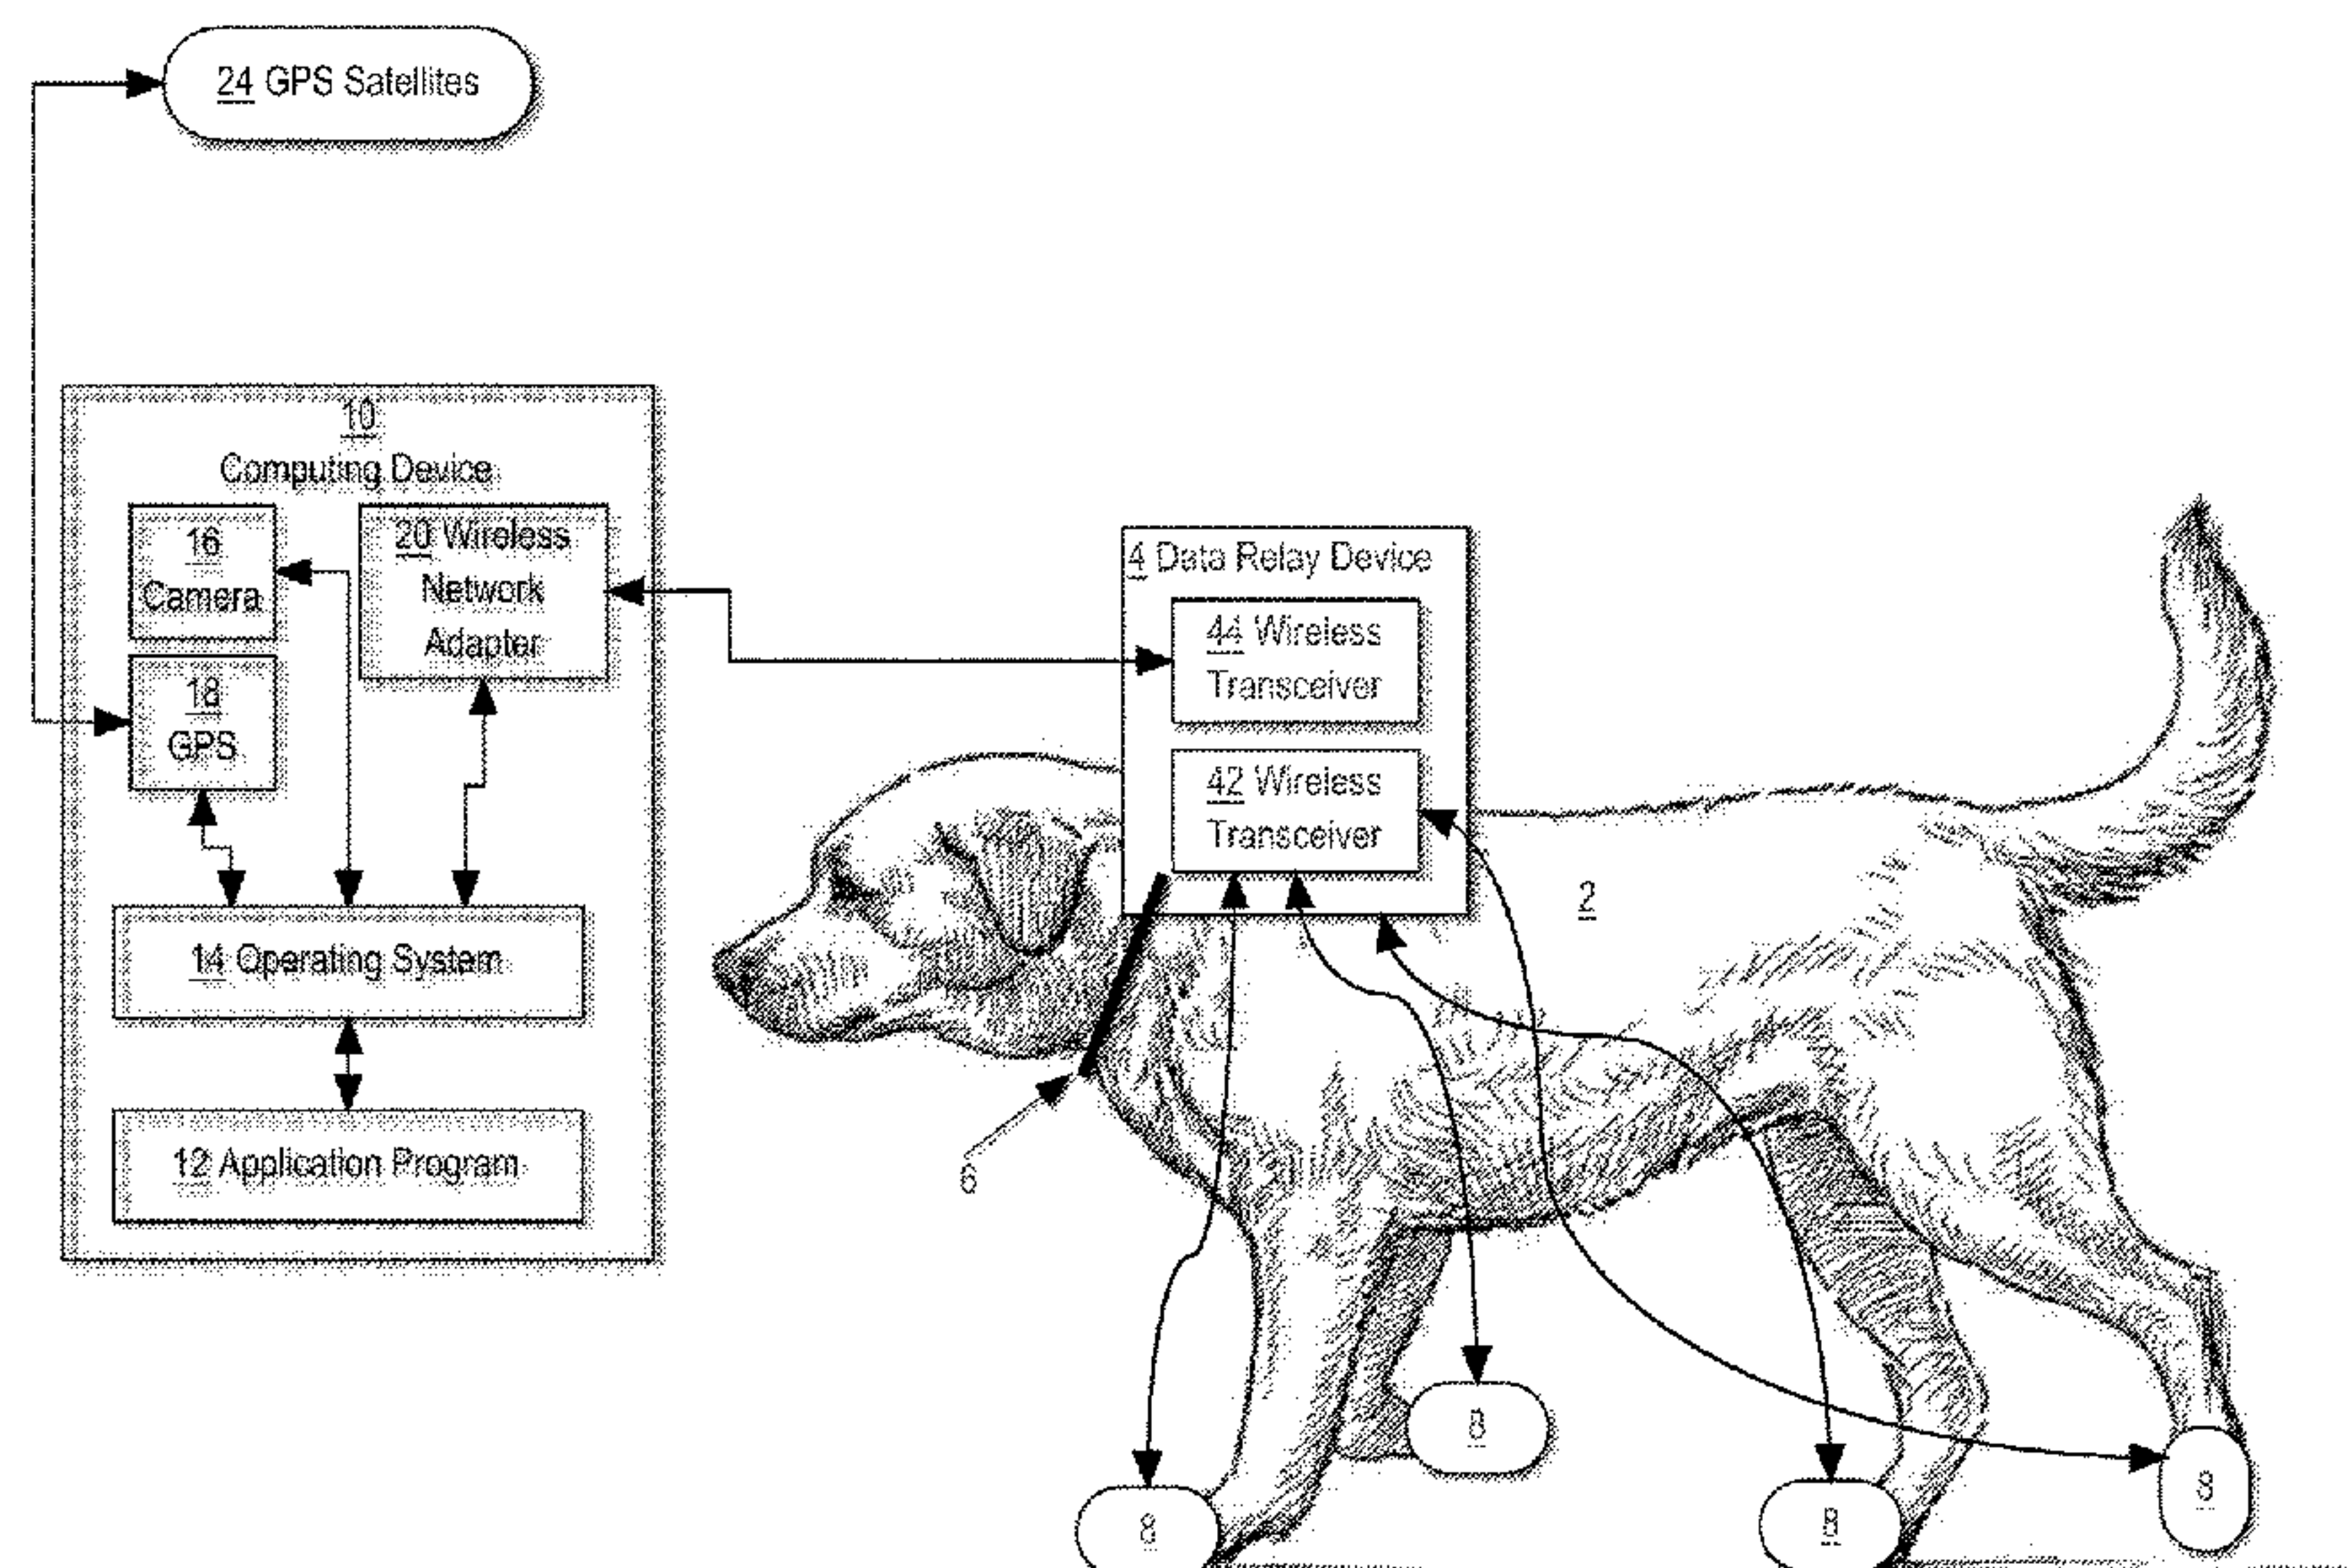 24 GPS Satellites
10
Computing Device
16
Camera
20 Wireless
Network
Adapter
18
GPS
14 Operating System
12 Application Program
4 Data Relay Device
44 Wireless
Transceiver
42 Wireless
Transceiver
2
6
8
8
8
8